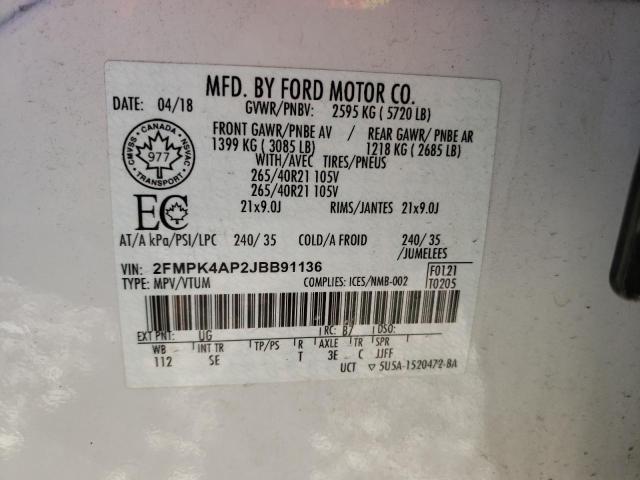 MFD. BY FORD MOTOR CO.
DATE: 04/18 GVWR/PNBV: 2595 KG ( 5720 LB)
FRONT GAWR/PNBE AV / REAR GAWR/ PNBE AR
1399 KG ( 3085 LB) 1218 KG ( 2685 LB)
WITH/AVEC TIRES/PNEUS
265/40R21 105V
265/40R21 105V
21x9.0J RIMS/JANTES 21x9.0J
CANADA
CMVSS NSVAC
977
TRANSPORT
EC
AT/A kPa/PSI/LPC 240/ 35 COLD/A FROID 240/ 35
/JUMELEES
VIN: 2FMPK4AP2JBB91136 F0121
TYPE: MPV/VTUM COMPLIES: ICES/NMB-002 T0205
EXT PNT: UG RC: B7 DSO:
WB INT TR TP/PS R AXLE TR SPR
112 SE T 3E C JJFF
UCT ▽ 5U5A-1520472-BA